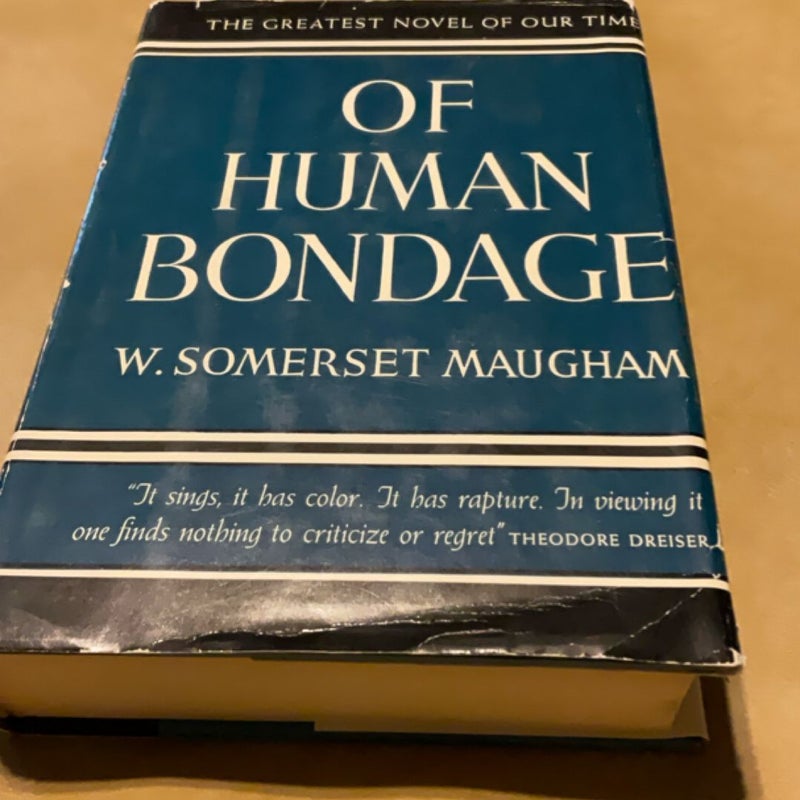 THE GREATEST NOVEL OF OUR TIME
OF
HUMAN
BONDAGE
W. SOMERSET MAUGHAM
"It sings, it has color. It has rapture. In viewing it
one finds nothing to criticize or regret" THEODORE DREISER